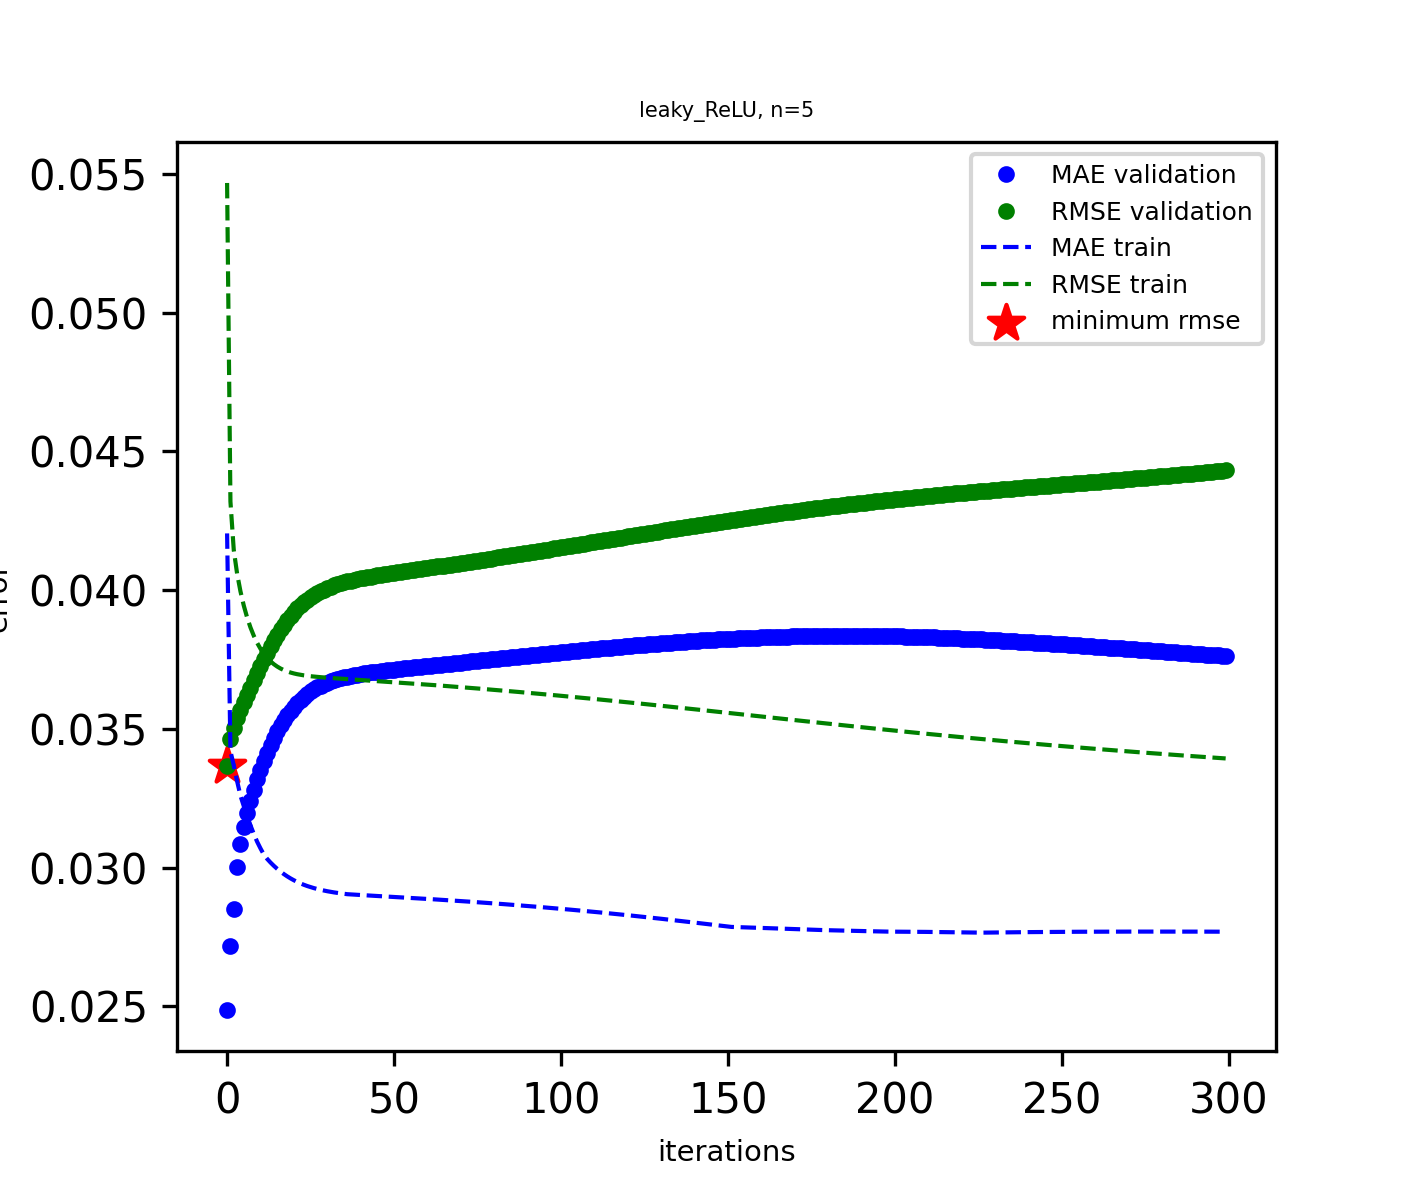 leaky_ReLU, n=5
0.055
0.050
0.045
0.040
0.035
0.030
0.025
MAE validation
RMSE validation
MAE train
RMSE train
minimum rmse
0 50 100 150 200 250 300
iterations